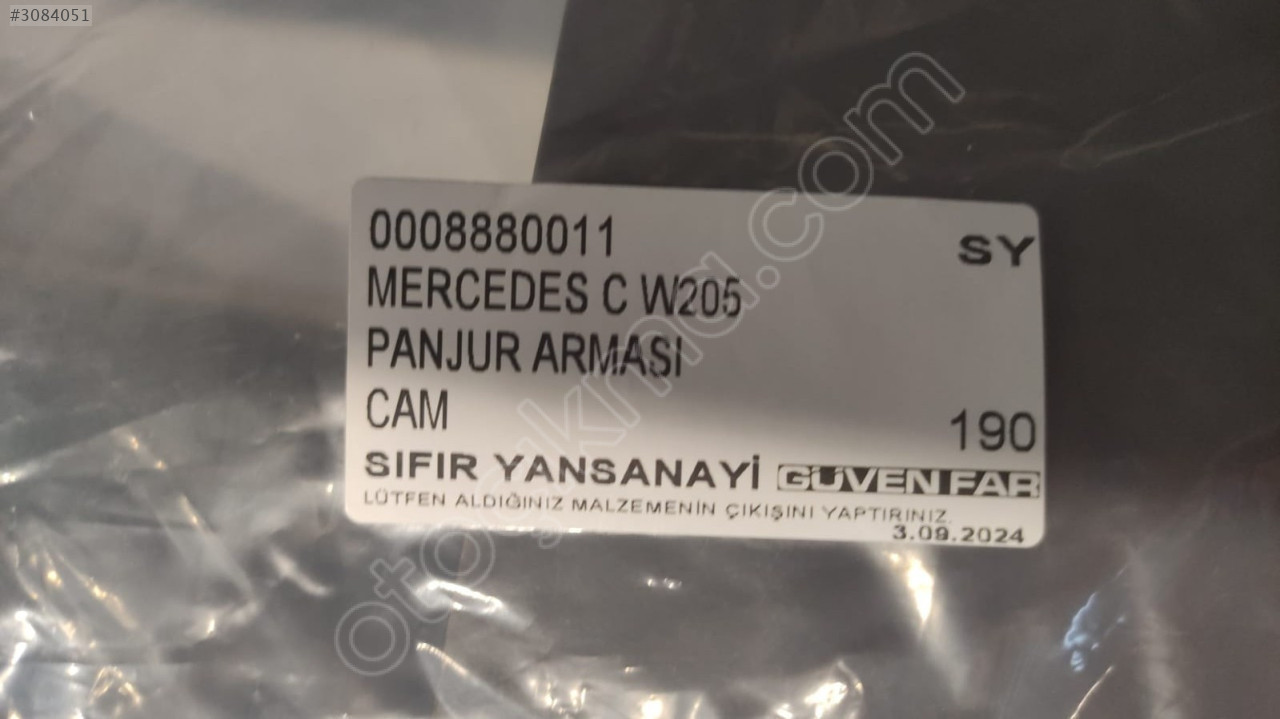 #3084051
0008880011
SY
MERCEDES C W205
PANJUR ARMASI
CAM
190
SIFIR YANSANAYİ GÜVEN FAR
LÜTFEN ALDIĞINIZ MALZEMENİN ÇIKIŞINI YAPTIRINIZ.
3.09.2024
otoçıkma.com